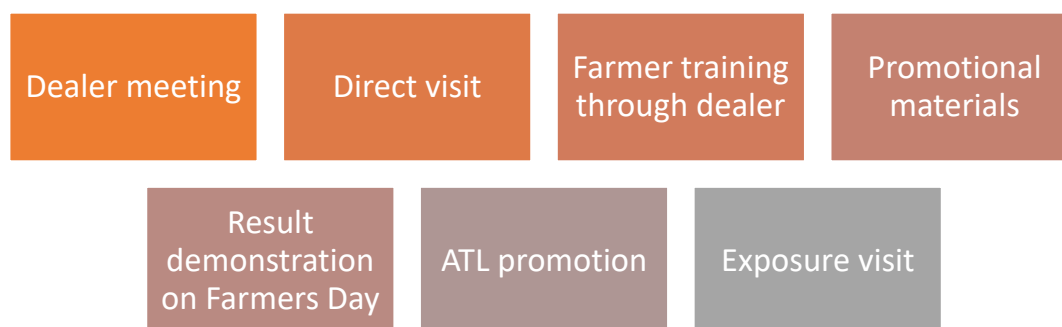 Dealer meeting
Direct visit
Farmer training
through dealer
Promotional
materials
Result
demonstration
on Farmers Day
ATL promotion
Exposure visit